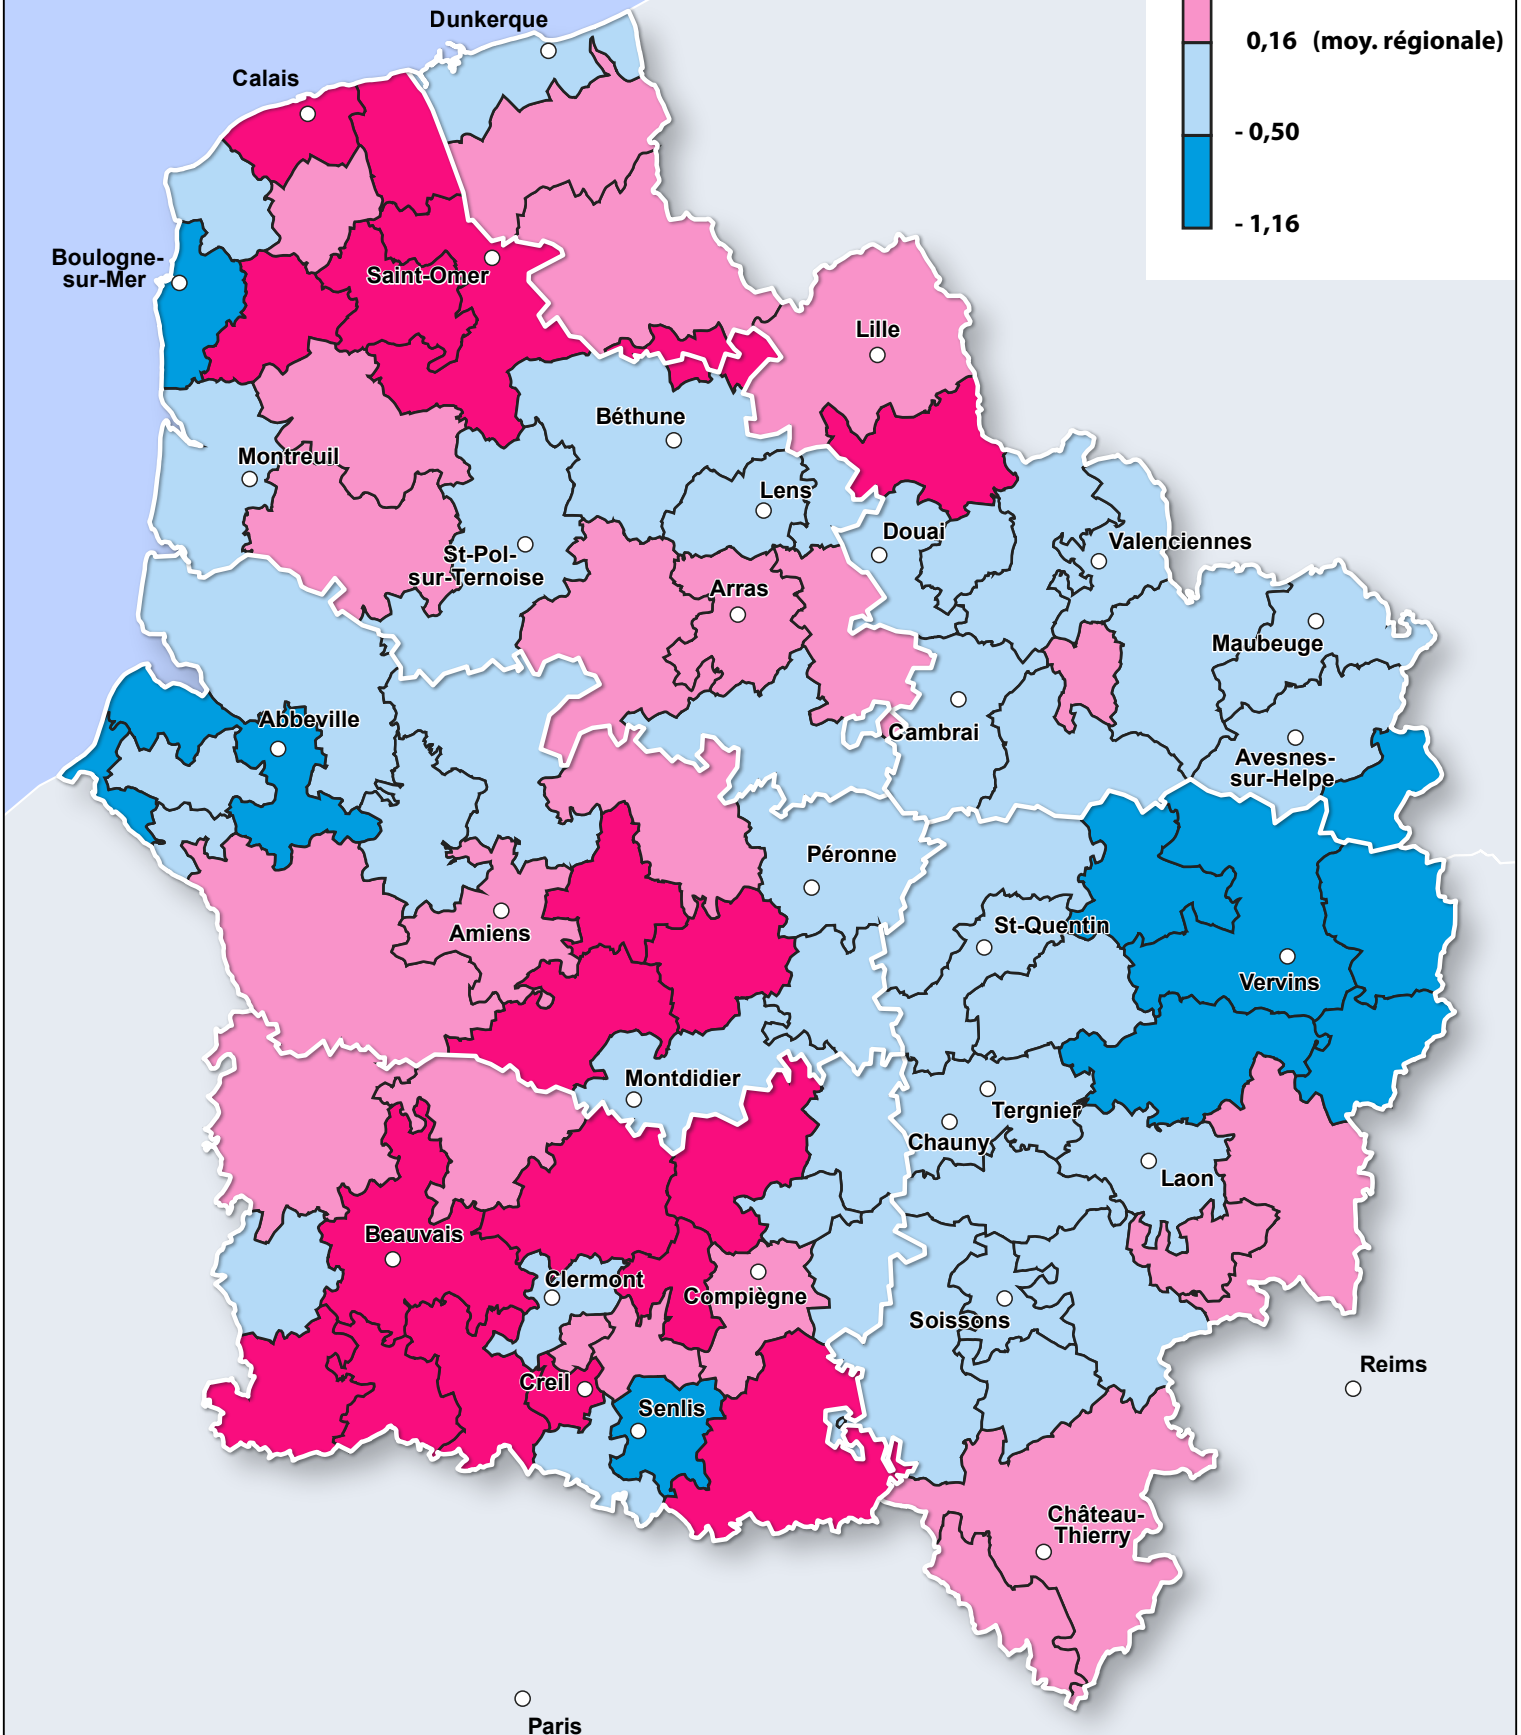 Dunkerque
0,16 (moy. régionale)
Calais
- 0,50
- 1,16
Boulogne-
sur-Mer
Saint-Omer
Lille
Béthune
Montreuil
Lens
Douai
Valenciennes
St-Pol-
sur-Ternoise
Arras
Maubeuge
Abbeville
Cambrai
Avesnes-
sur-Helpe
Péronne
Amiens
St-Quentin
Vervins
Montdidier
Tergnier
Chauny
Laon
Beauvais
Clermont
Compiègne
Soissons
Reims
Creil
Senlis
Château-
Thierry
Paris